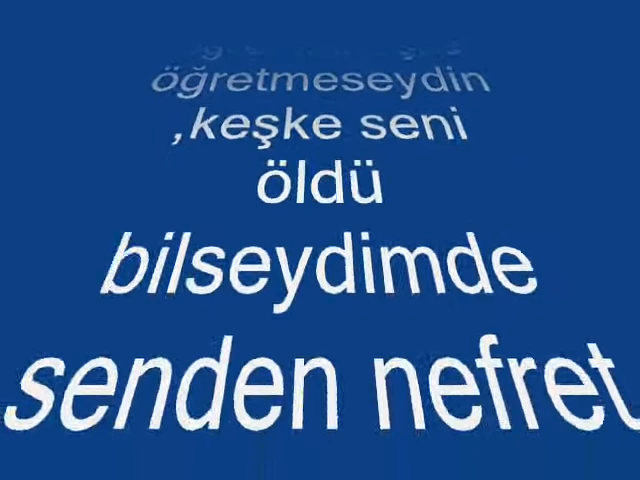 öğretmeseydin
,keşke seni
öldü
bilseydimde
senden nefret